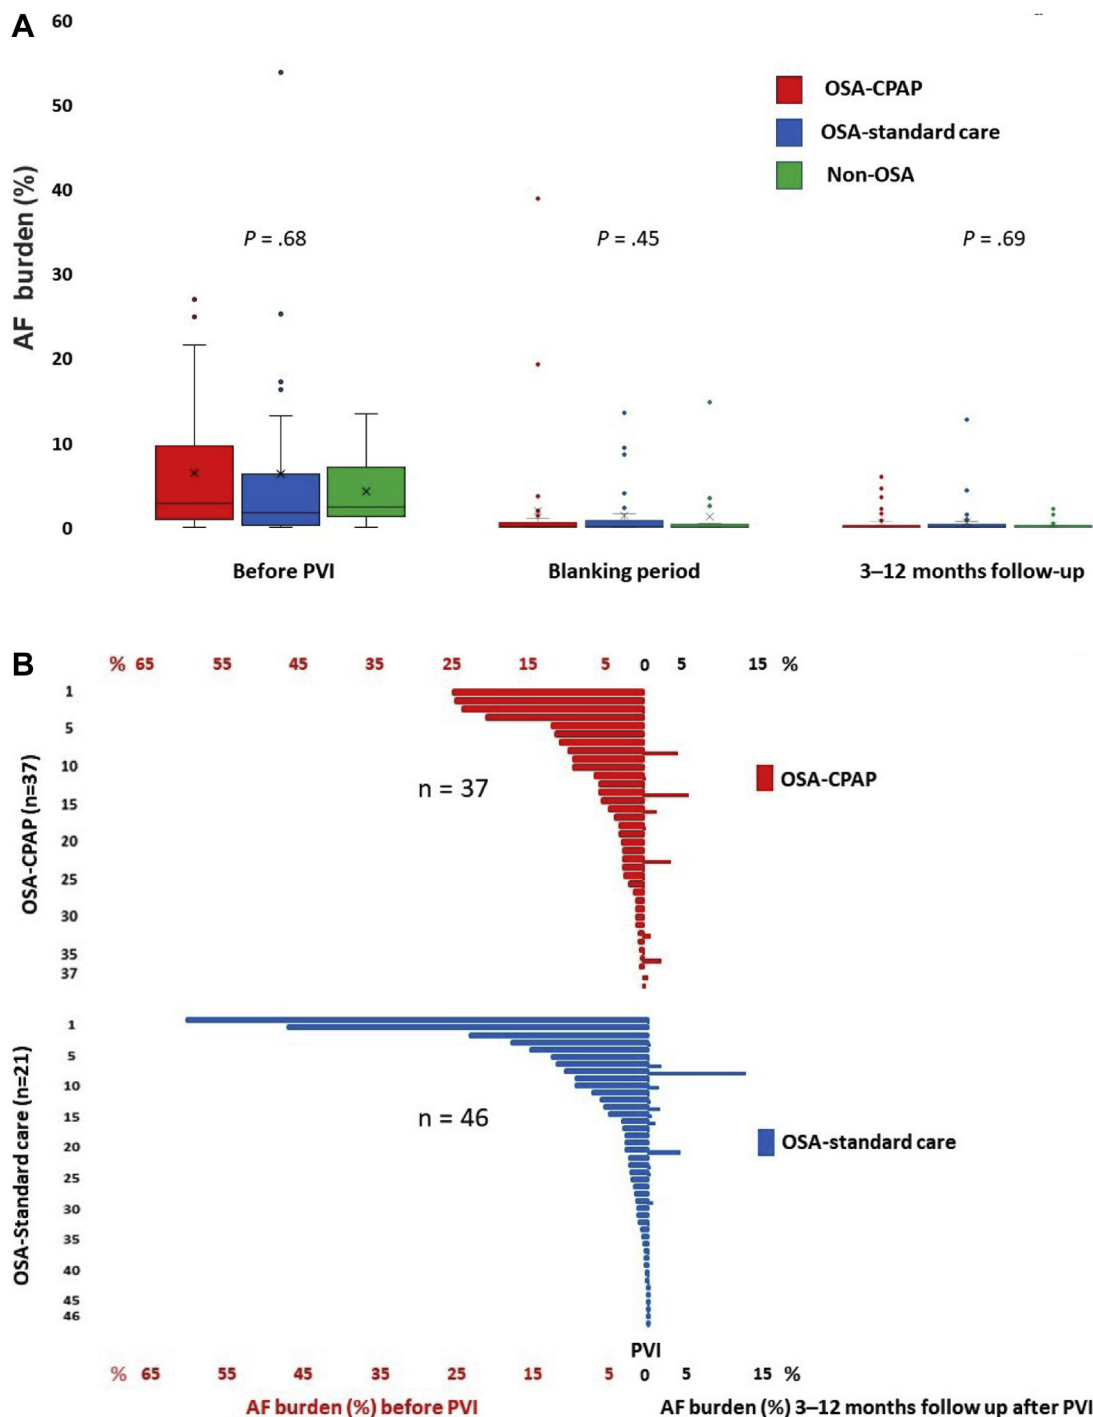 A
60
50
40
30
20
10
0
AF burden (%)
OSA-CPAP
OSA-standard care
Non-OSA
P = .68
P = .45
P = .69
Before PVI
Blanking period
3–12 months follow-up
B
% 65 55 45 35 25 15 5 0 5 15 %
OSA-CPAP (n=37)
1
5
10
15
20
25
30
35
37
n = 37
OSA-CPAP
OSA-Standard care (n=21)
1
5
10
15
20
25
30
35
40
45
46
n = 46
OSA-standard care
PVI
% 65 55 45 35 25 15 5 0 5 15 %
AF burden (%) before PVI
AF burden (%) 3–12 months follow up after PVI